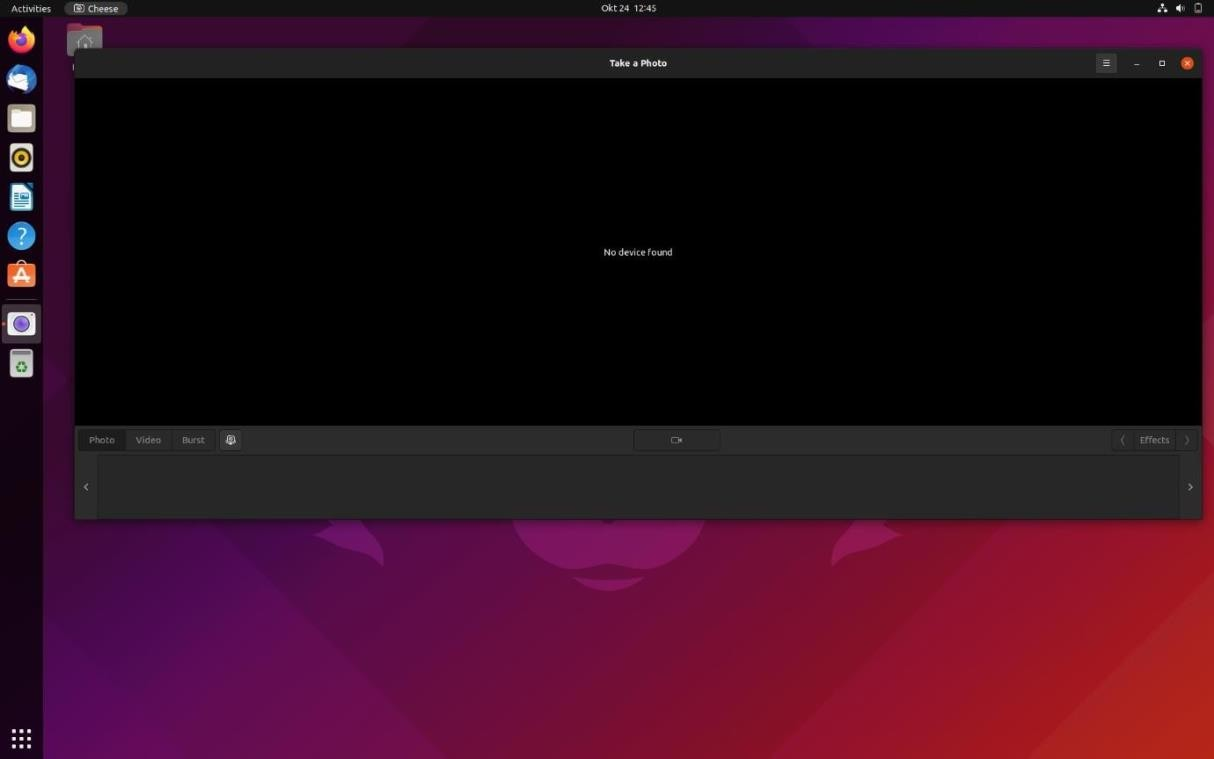 Activities
Cheese
Okt 24 12:45
Take a Photo
No device found
Photo
Video
Burst
Effects